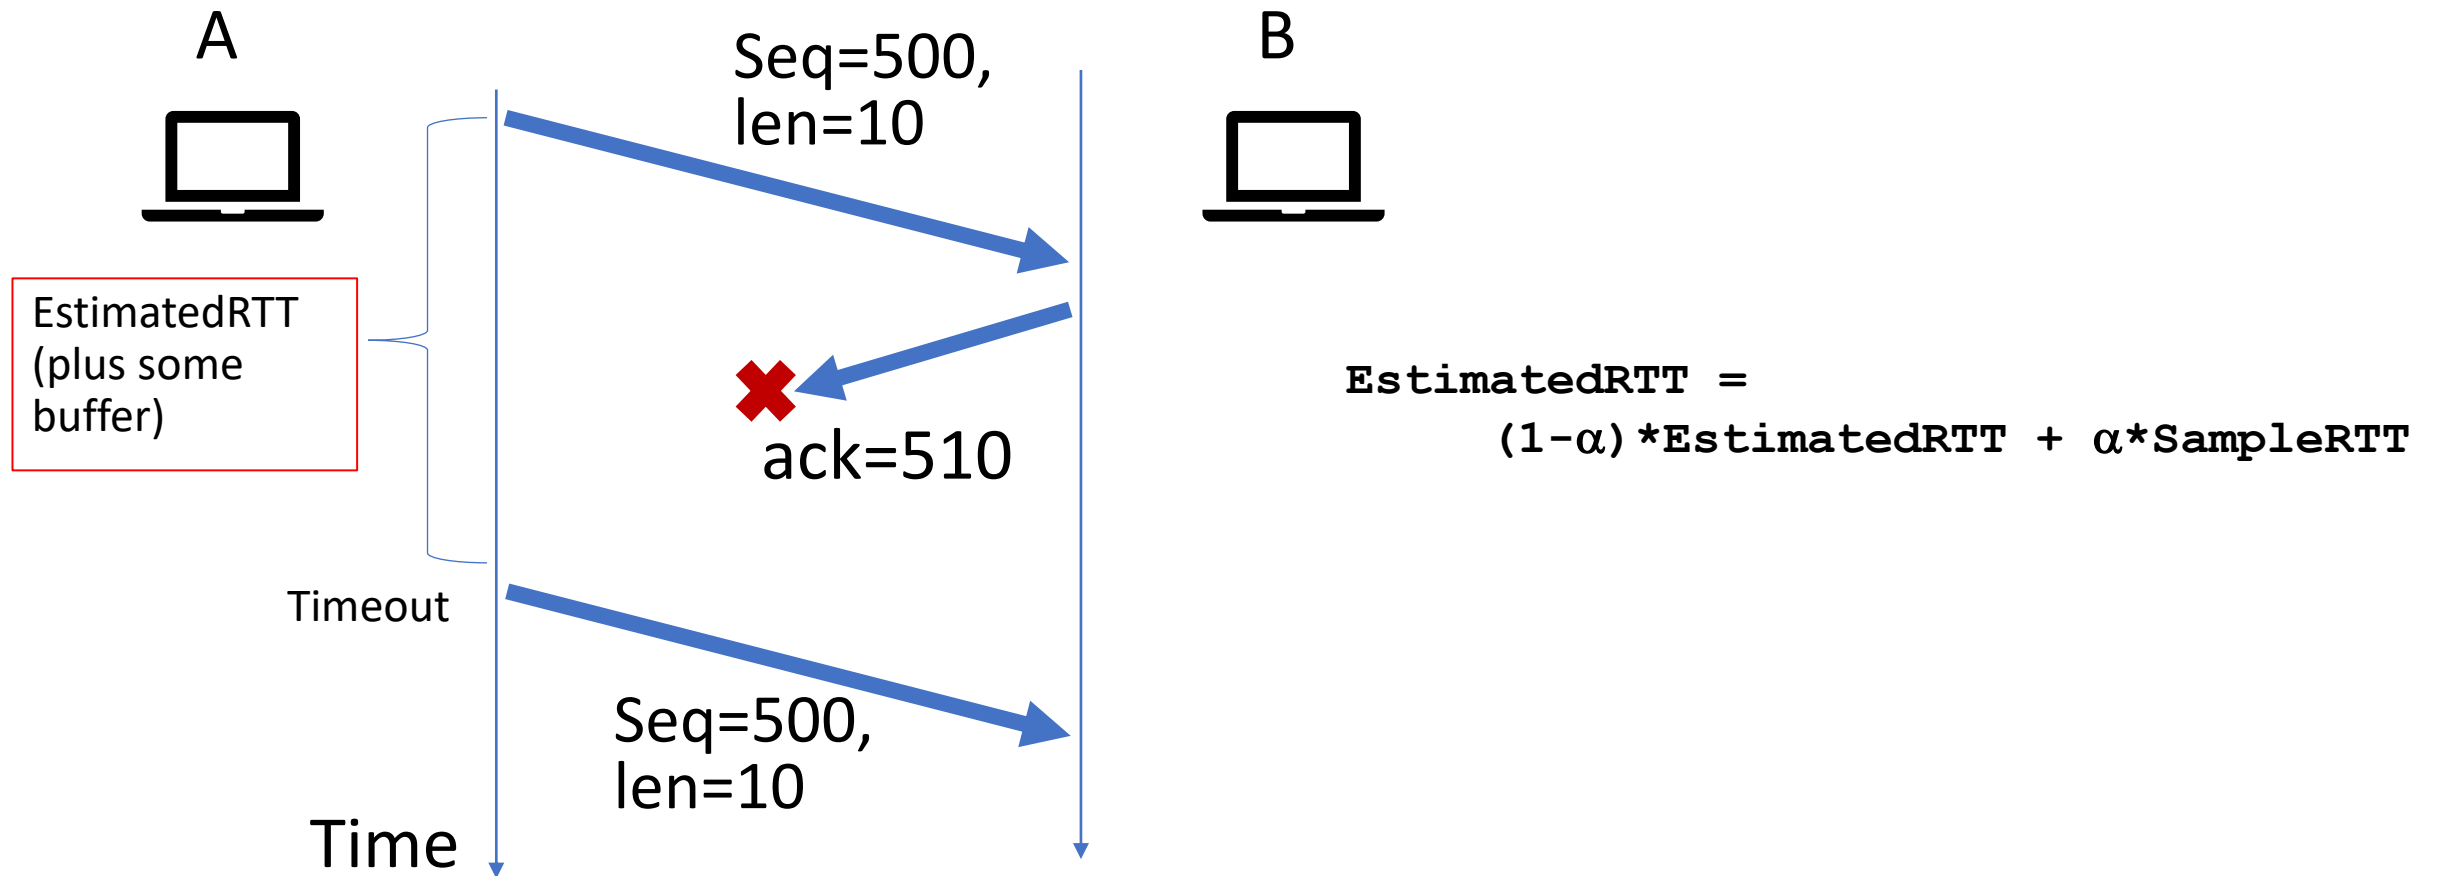 A
B
Seq=500,
len=10
EstimatedRTT
(plus some
buffer)
ack=510
EstimatedRTT =
(1-α)*EstimatedRTT + α*SampleRTT
Timeout
Seq=500,
len=10
Time